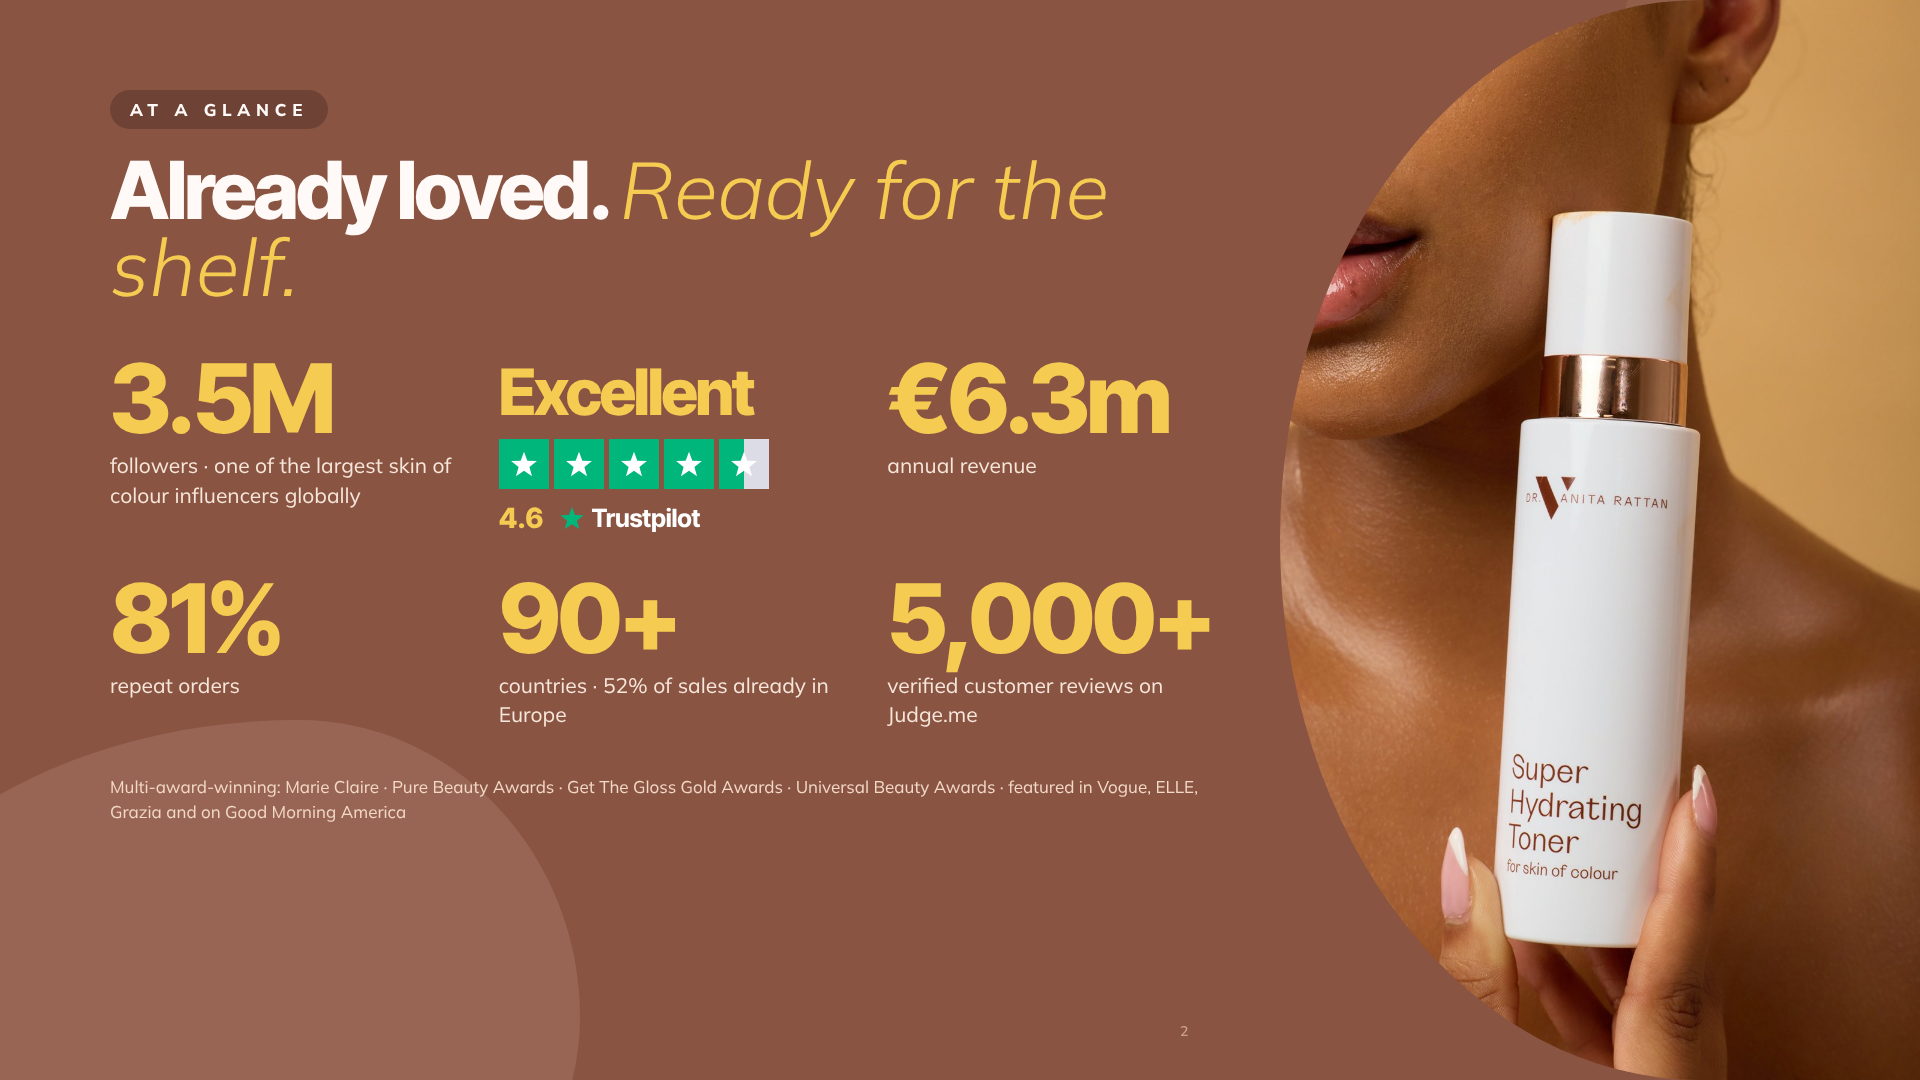 AT A GLANCE
Already loved. Ready for the
shelf.
3.5M
followers · one of the largest skin of
colour influencers globally
Excellent
4.6 Trustpilot
€6.3m
annual revenue
81%
repeat orders
90+
countries · 52% of sales already in
Europe
5,000+
verified customer reviews on
Judge.me
Multi-award-winning: Marie Claire · Pure Beauty Awards · Get The Gloss Gold Awards · Universal Beauty Awards · featured in Vogue, ELLE,
Grazia and on Good Morning America
2
DR. VANITA RATTAN
Super
Hydrating
Toner
for skin of colour